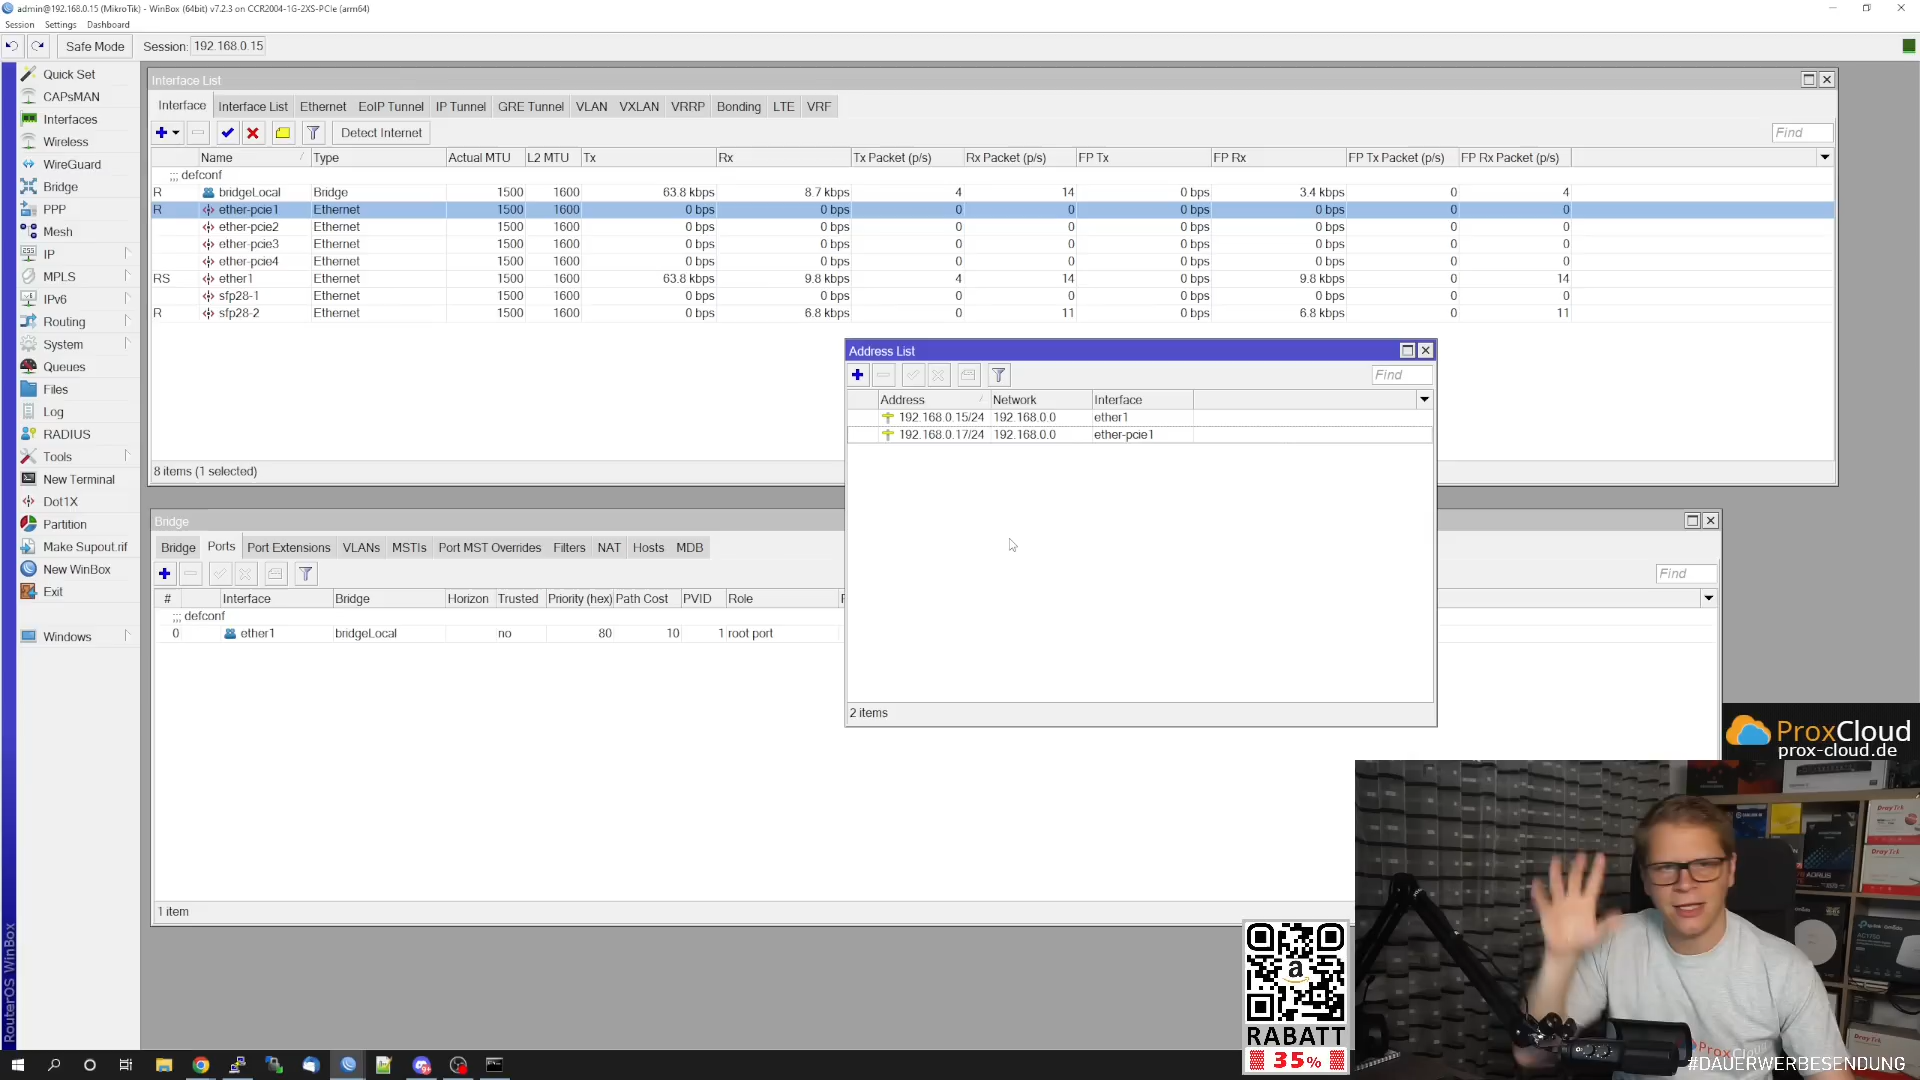 admin@192.168.0.15 (MikroTik) - WinBox (64bit) v7.2.3 on CCR2004-1G-2XS-PCIe (arm64)
Session Settings Dashboard
Safe Mode Session: 192.168.0.15
Quick Set
CAPsMAN
Interfaces
Wireless
WireGuard
Bridge
PPP
Mesh
IP
MPLS
IPv6
Routing
System
Queues
Files
Log
RADIUS
Tools
New Terminal
Dot1X
Partition
Make Supout.rif
New WinBox
Exit
Windows
RouterOS WinBox
Interface List
Interface Interface List Ethernet EoIP Tunnel IP Tunnel GRE Tunnel VLAN VXLAN VRRP Bonding LTE VRF
Detect Internet Find
Name Type Actual MTU L2 MTU Tx Rx Tx Packet (p/s) Rx Packet (p/s) FP Tx FP Rx FP Tx Packet (p/s) FP Rx Packet (p/s)
;;; defconf
R bridgeLocal Bridge 1500 1600 63.8 kbps 8.7 kbps 4 14 0 bps 3.4 kbps 0 4
R ether-pcie1 Ethernet 1500 1600 0 bps 0 bps 0 0 0 bps 0 bps 0 0
ether-pcie2 Ethernet 1500 1600 0 bps 0 bps 0 0 0 bps 0 bps 0 0
ether-pcie3 Ethernet 1500 1600 0 bps 0 bps 0 0 0 bps 0 bps 0 0
ether-pcie4 Ethernet 1500 1600 0 bps 0 bps 0 0 0 bps 0 bps 0 0
RS ether1 Ethernet 1500 1600 63.8 kbps 9.8 kbps 4 14 0 bps 9.8 kbps 0 14
sfp28-1 Ethernet 1500 1600 0 bps 0 bps 0 0 0 bps 0 bps 0 0
R sfp28-2 Ethernet 1500 1600 0 bps 6.8 kbps 0 11 0 bps 6.8 kbps 0 11
8 items (1 selected)
Address List
Find
Address Network Interface
192.168.0.15/24 192.168.0.0 ether1
192.168.0.17/24 192.168.0.0 ether-pcie1
2 items
Bridge
Bridge Ports Port Extensions VLANs MSTIs Port MST Overrides Filters NAT Hosts MDB
Find
# Interface Bridge Horizon Trusted Priority (hex) Path Cost PVID Role
;;; defconf
0 ether1 bridgeLocal no 80 10 1 root port
1 item
ProxCloud
prox-cloud.de
DrayTek
DrayTek
AORUS
a
RABATT
35%
ProxCloud
#DAUERWERBESENDUNG